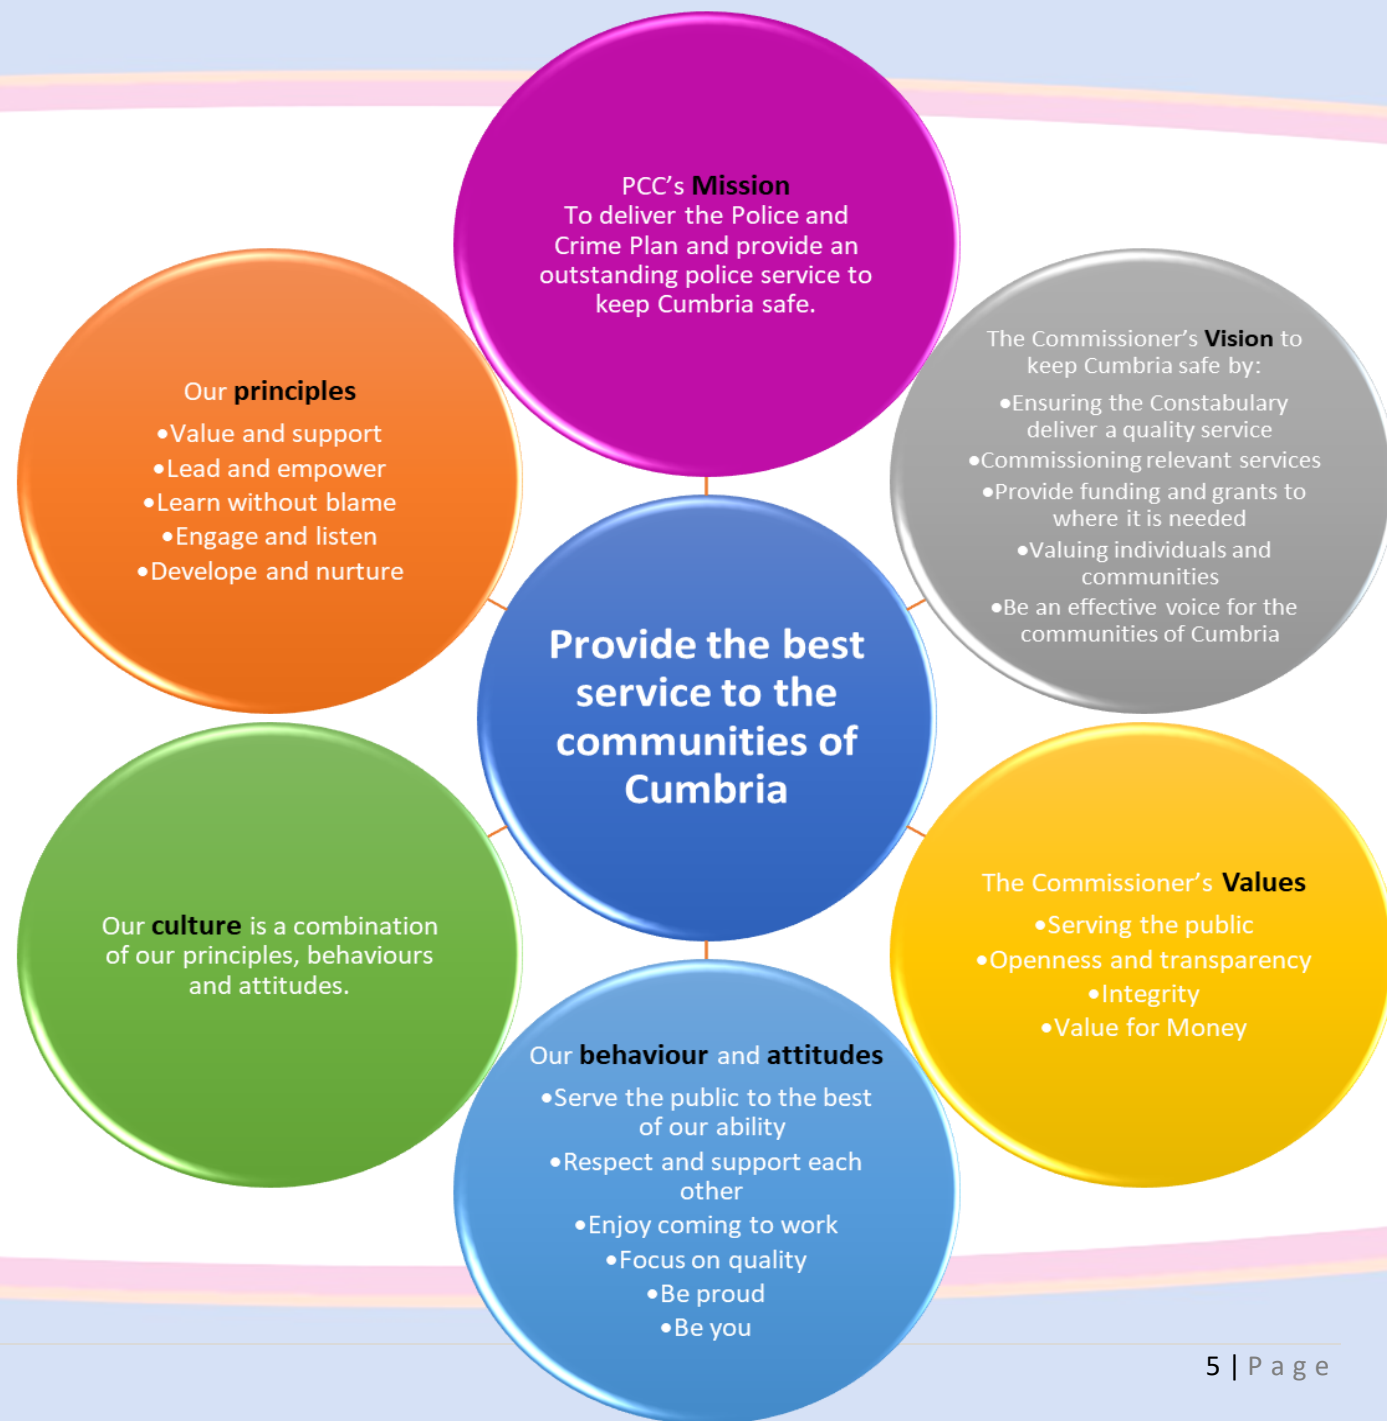 PCC’s Mission
To deliver the Police and
Crime Plan and provide an
outstanding police service to
keep Cumbria safe.
The Commissioner’s Vision to
keep Cumbria safe by:
•Ensuring the Constabulary
deliver a quality service
•Commissioning relevant services
•Provide funding and grants to
where it is needed
•Valuing individuals and
communities
•Be an effective voice for the
communities of Cumbria
The Commissioner’s Values
•Serving the public
•Openness and transparency
•Integrity
•Value for Money
Our behaviour and attitudes
•Serve the public to the best
of our ability
•Respect and support each
other
•Enjoy coming to work
•Focus on quality
•Be proud
•Be you
Our culture is a combination
of our principles, behaviours
and attitudes.
Our principles
•Value and support
•Lead and empower
•Learn without blame
•Engage and listen
•Develope and nurture
Provide the best
service to the
communities of
Cumbria
5 | Page